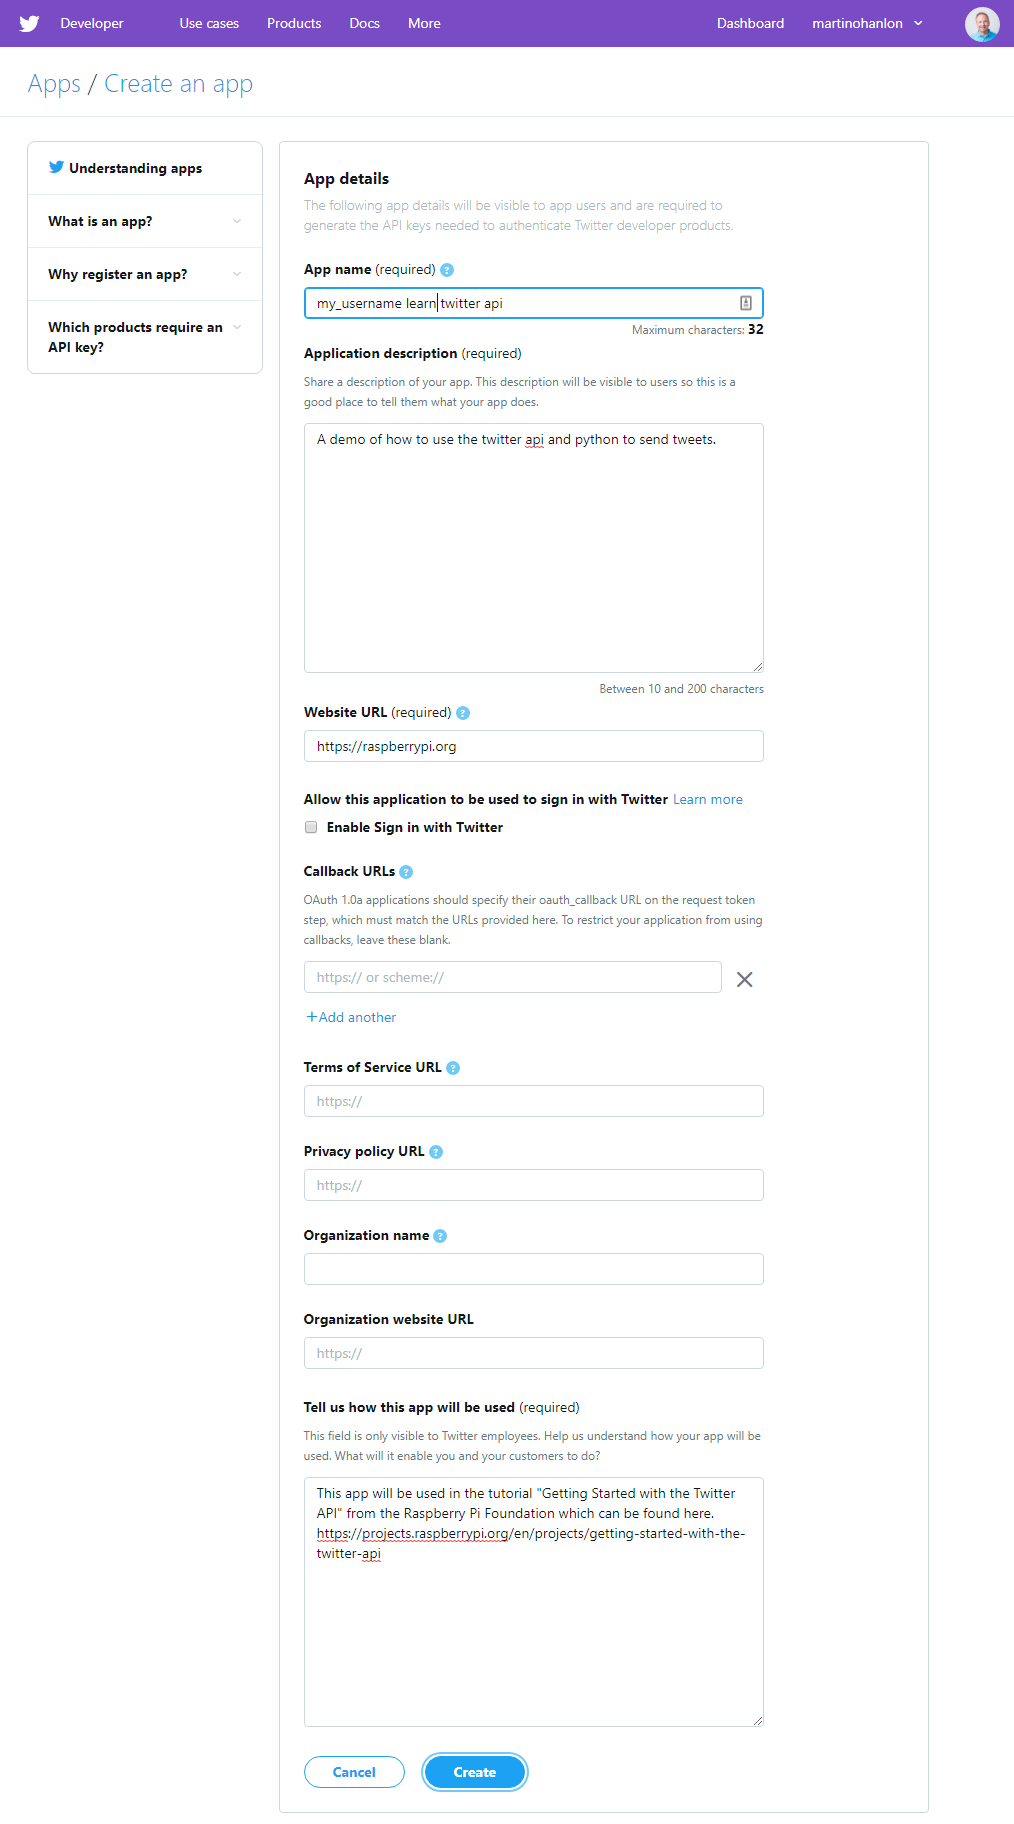 Developer Use cases Products Docs More Dashboard martinohanlon
Apps / Create an app
Understanding apps
What is an app?
Why register an app?
Which products require an
API key?
App details
The following app details will be visible to app users and are required to
generate the API keys needed to authenticate Twitter developer products.
App name (required) ?
my_username learn twitter api
Maximum characters: 32
Application description (required)
Share a description of your app. This description will be visible to users so this is a
good place to tell them what your app does.
A demo of how to use the twitter api and python to send tweets.
Between 10 and 200 characters
Website URL (required) ?
https://raspberrypi.org
Allow this application to be used to sign in with Twitter Learn more
Enable Sign in with Twitter
Callback URLs ?
OAuth 1.0a applications should specify their oauth_callback URL on the request token
step, which must match the URLs provided here. To restrict your application from using
callbacks, leave these blank.
https:// or scheme://
+Add another
Terms of Service URL ?
https://
Privacy policy URL ?
https://
Organization name ?
Organization website URL
https://
Tell us how this app will be used (required)
This field is only visible to Twitter employees. Help us understand how your app will be
used. What will it enable you and your customers to do?
This app will be used in the tutorial "Getting Started with the Twitter
API" from the Raspberry Pi Foundation which can be found here.
https://projects.raspberrypi.org/en/projects/getting-started-with-the-
twitter-api
Cancel Create